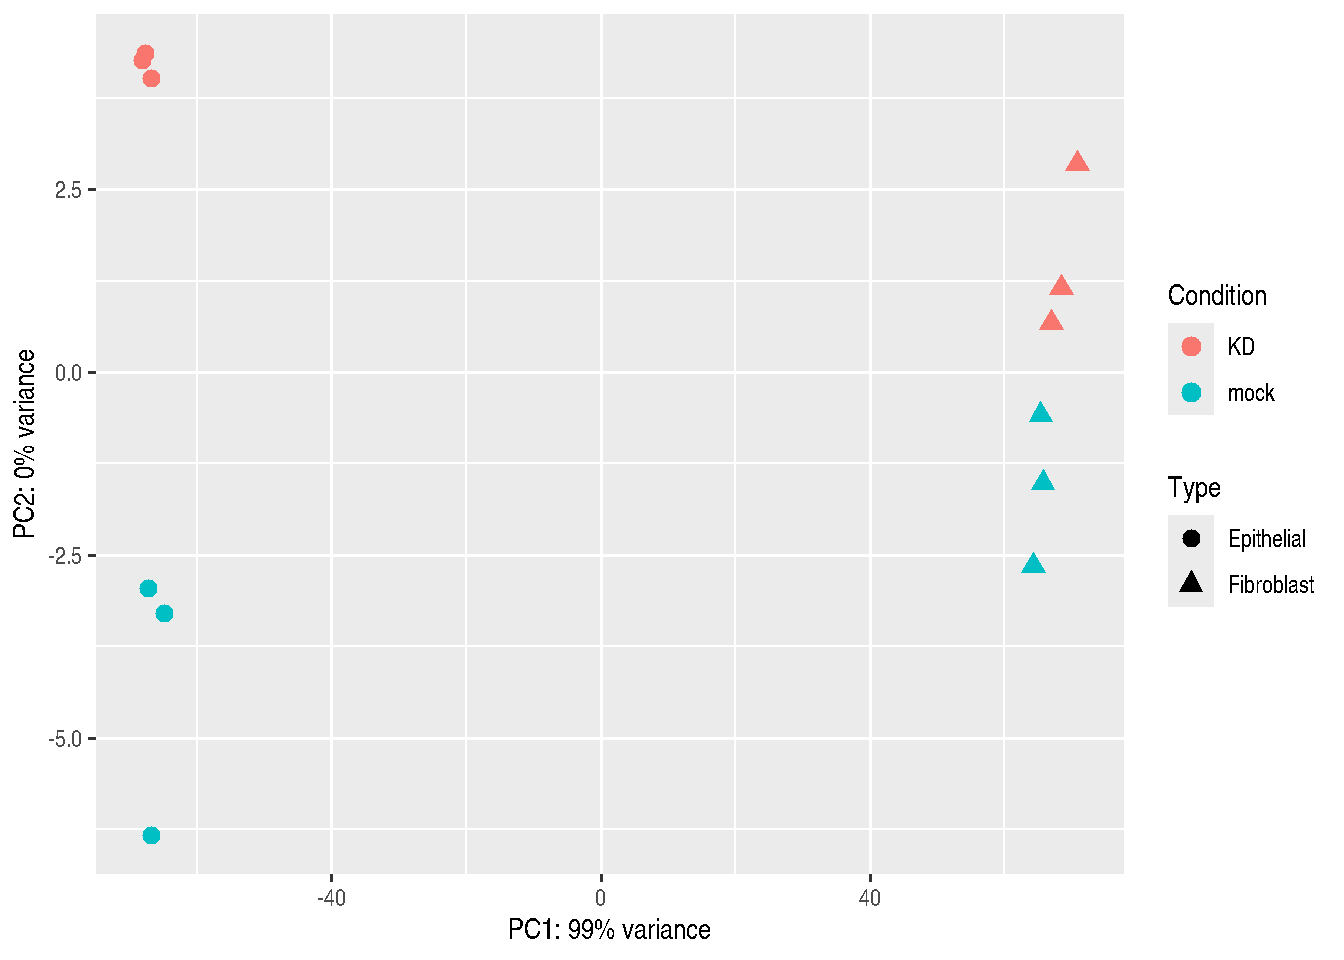 2.5
0.0
-2.5
-5.0
PC2: 0% variance
-40
0
40
PC1: 99% variance
Condition
KD
mock
Type
Epithelial
Fibroblast